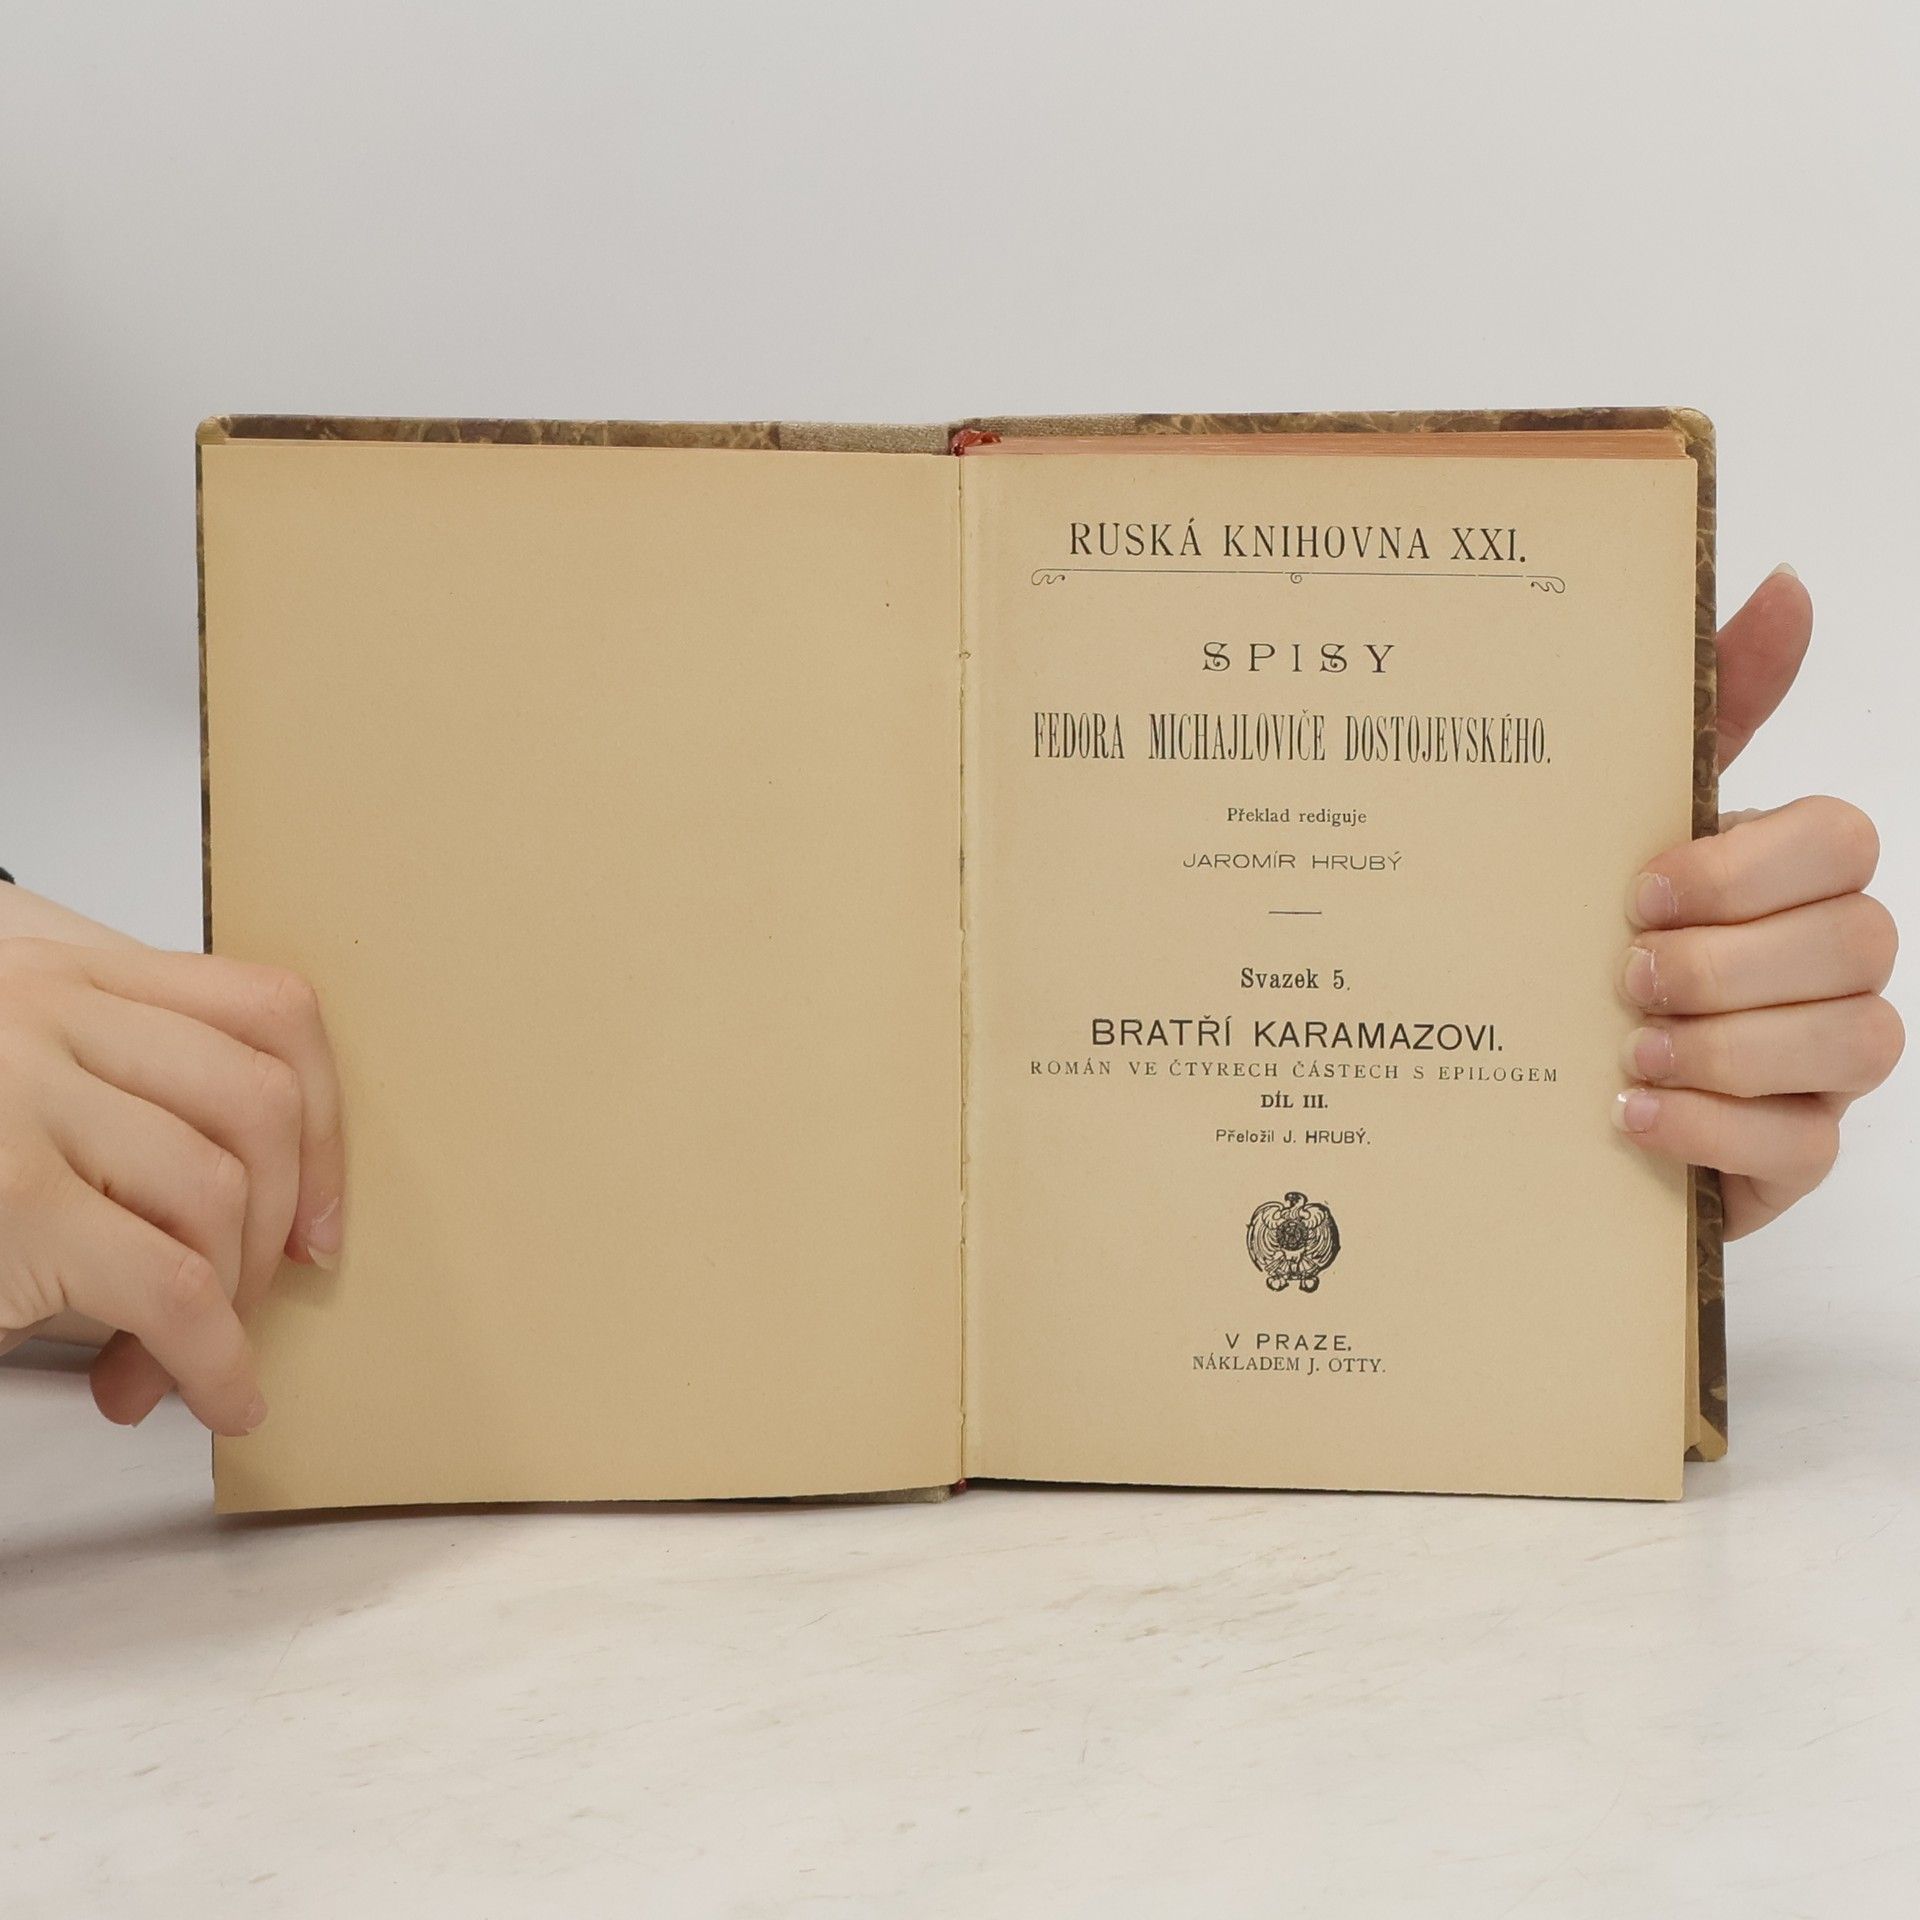 RUSKÁ KNIHOVNA XXI.
SPISY
FEDORA MICHAJLOVIČE DOSTOJEVSKÉHO.
Překlad rediguje
JAROMÍR HRUBÝ
Svazek 5.
BRATŘÍ KARAMAZOVI.
ROMÁN VE ČTYRECH ČÁSTECH S EPILOGEM
DÍL III.
Přeložil J. HRUBÝ.
V PRAZE.
NÁKLADEM J. OTTY.